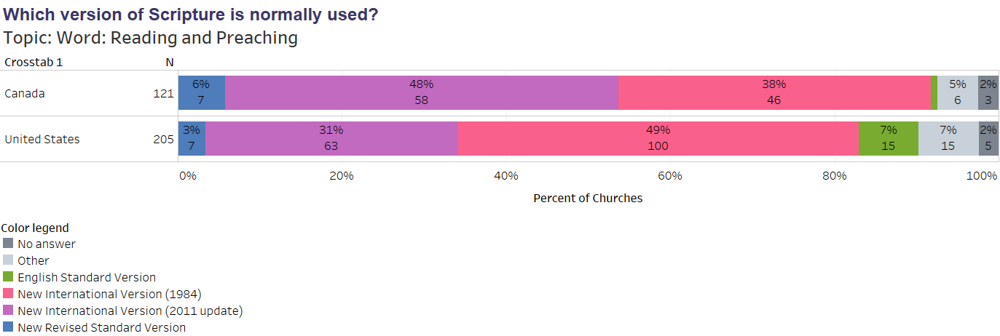 Which version of Scripture is normally used?
Topic: Word: Reading and Preaching
Crosstab 1 N
6% 48% 38% 5% 2%
Canada 121
7 58 46 6 3
3% 31% 49% 7% 7% 2%
United States 205
7 63 100 15 15 5
0% 20% 40% 60% 80% 100%
Percent of Churches
Color legend
No answer
Other
English Standard Version
New International Version (1984)
New International Version (2011 update)
New Revised Standard Version